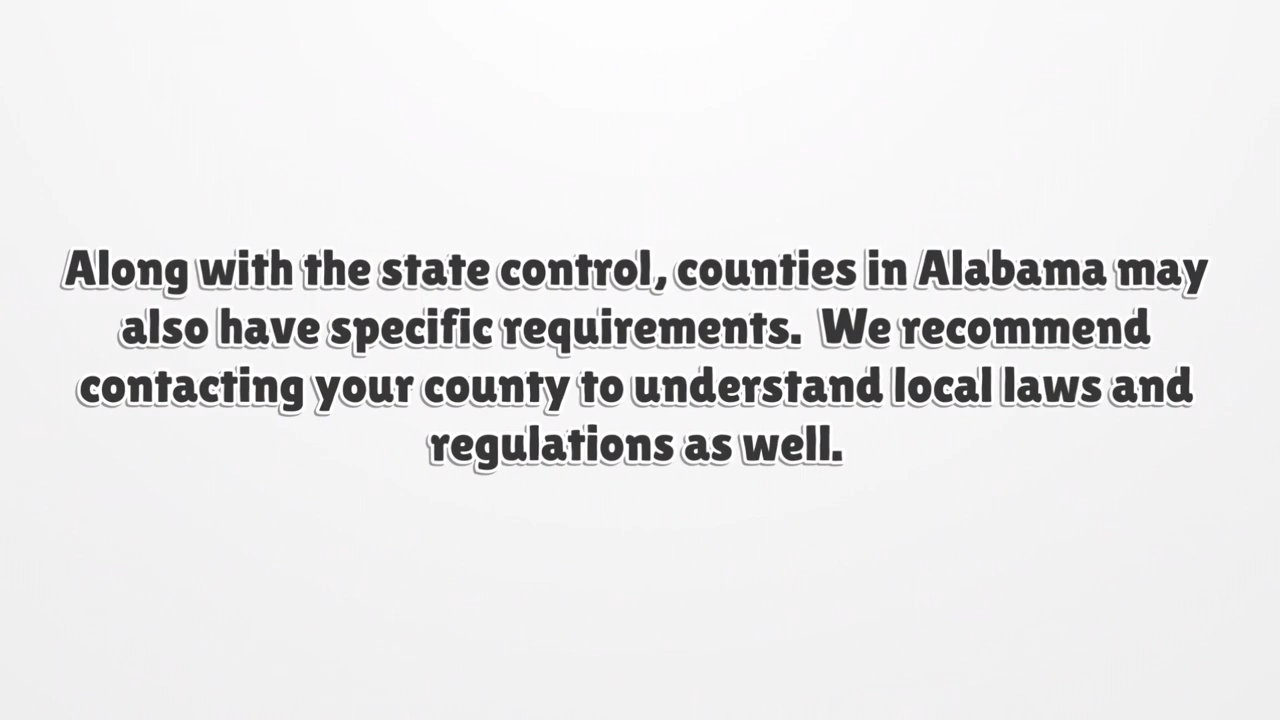 Along with the state control, counties in Alabama may
also have specific requirements.  We recommend
contacting your county to understand local laws and
regulations as well.